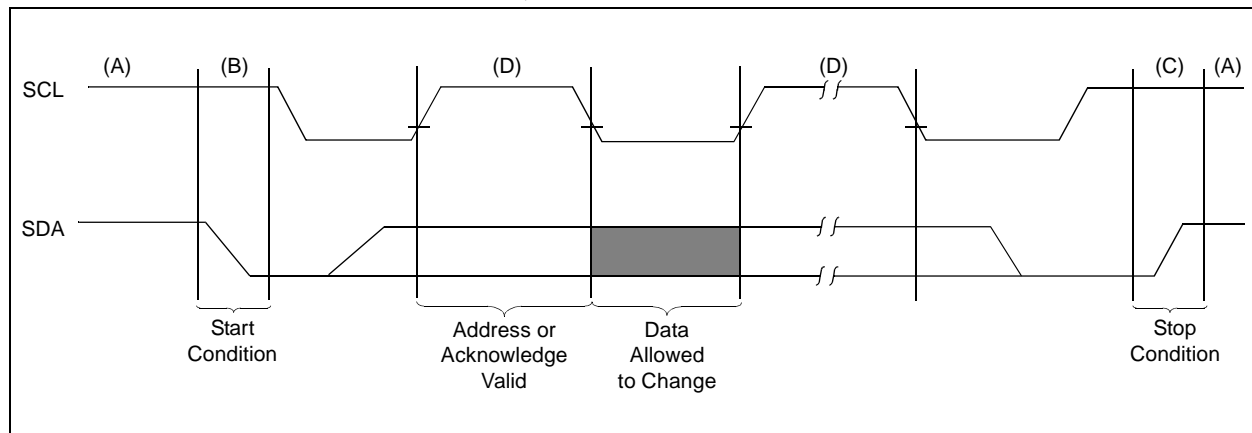 (A) (B) (D) (D) (C) (A)
SCL
SDA
Start
Condition
Address or
Acknowledge
Valid
Data
Allowed
to Change
Stop
Condition